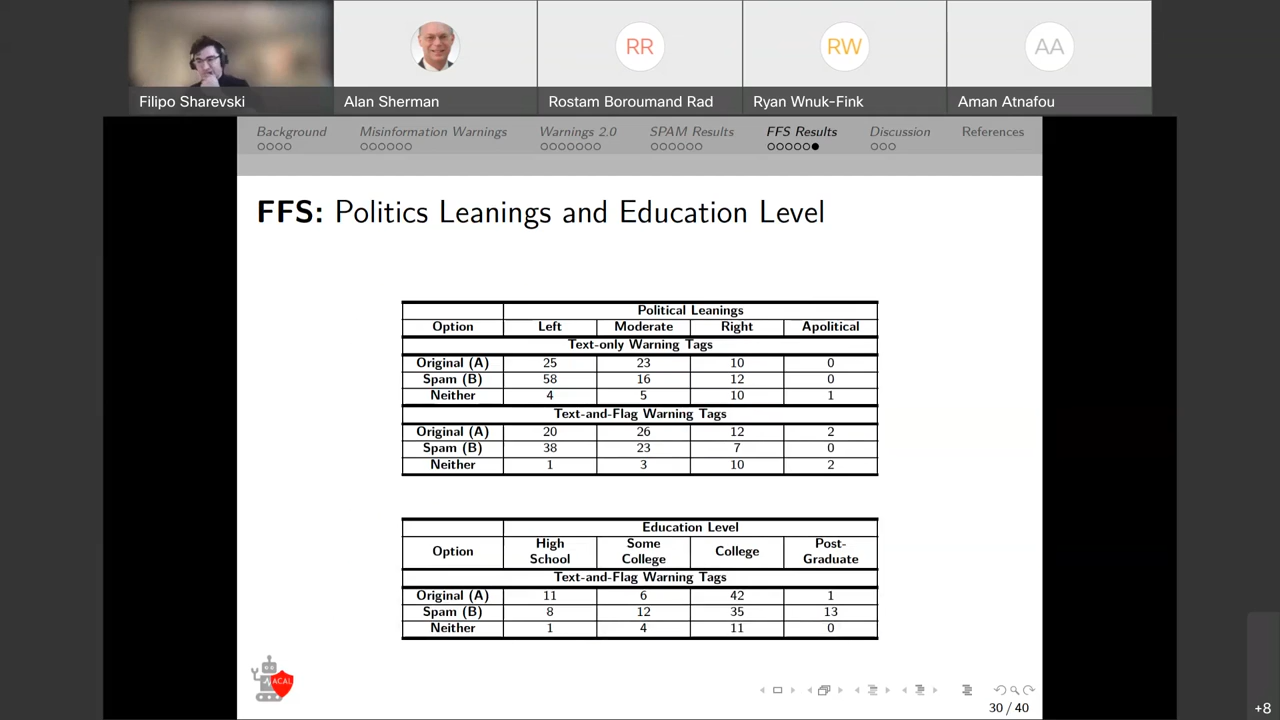 RR RW AA
Filipo Sharevski Alan Sherman Rostam Boroumand Rad Ryan Wnuk-Fink Aman Atnafou
Background Misinformation Warnings Warnings 2.0 SPAM Results FFS Results Discussion References
FFS: Politics Leanings and Education Level
Political Leanings
Option Left Moderate Right Apolitical
Text-only Warning Tags
Original (A) 25 23 10 0
Spam (B) 58 16 12 0
Neither 4 5 10 1
Text-and-Flag Warning Tags
Original (A) 20 26 12 2
Spam (B) 38 23 7 0
Neither 1 3 10 2
Education Level
Option High School Some College College Post-Graduate
Text-and-Flag Warning Tags
Original (A) 11 6 42 1
Spam (B) 8 12 35 13
Neither 1 4 11 0
ACAL
30 / 40
+8